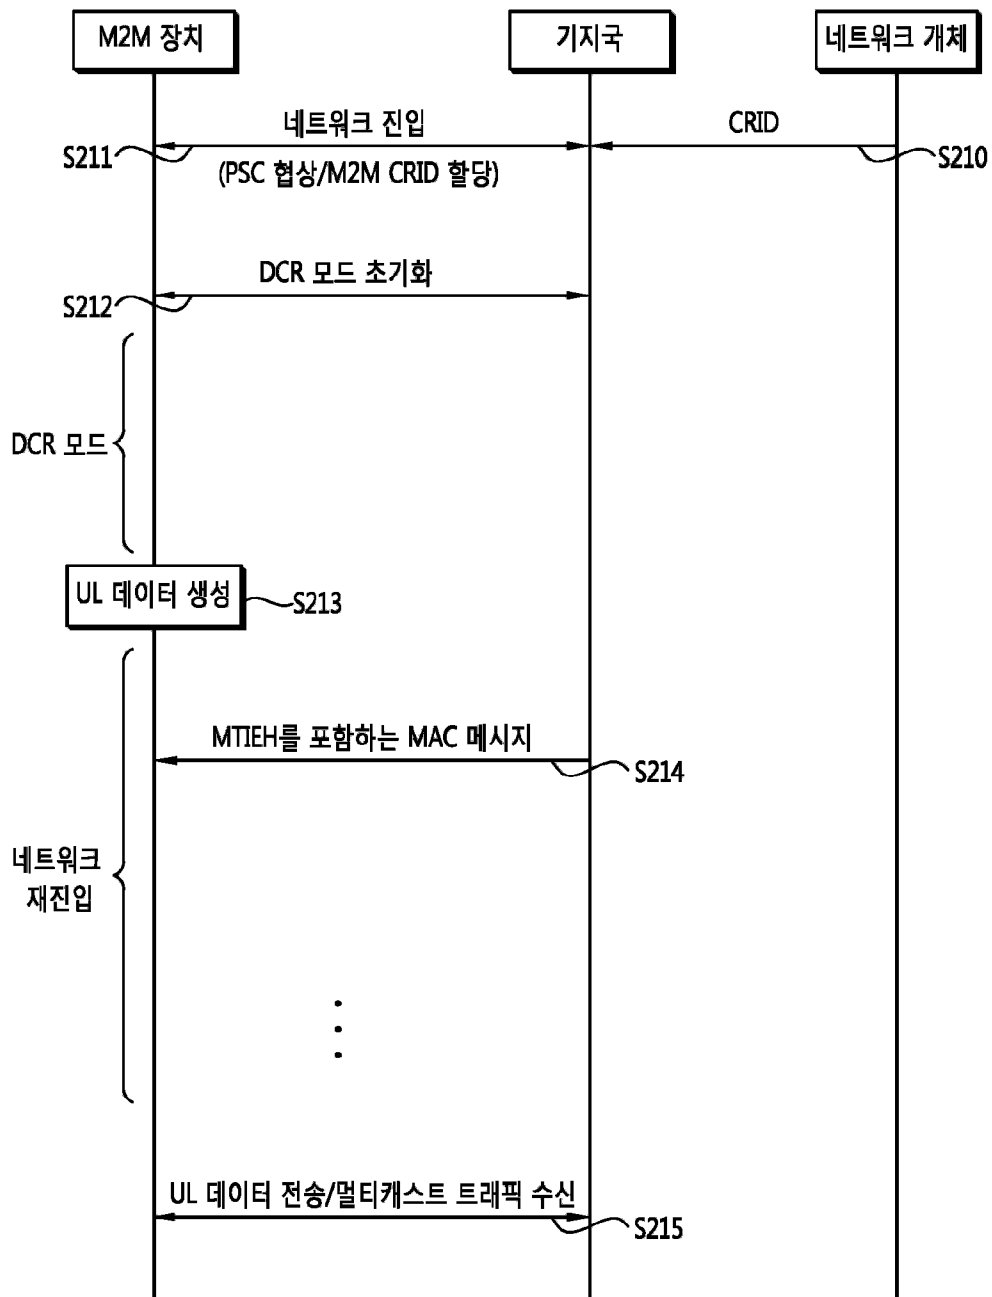 M2M 장치
기지국
네트워크 개체
네트워크 진입
CRID
S211
(PSC 협상/M2M CRID 할당)
S210
DCR 모드 초기화
S212
DCR 모드
UL 데이터 생성
S213
MTIEH를 포함하는 MAC 메시지
S214
네트워크
재진입
UL 데이터 전송/멀티캐스트 트래픽 수신
S215